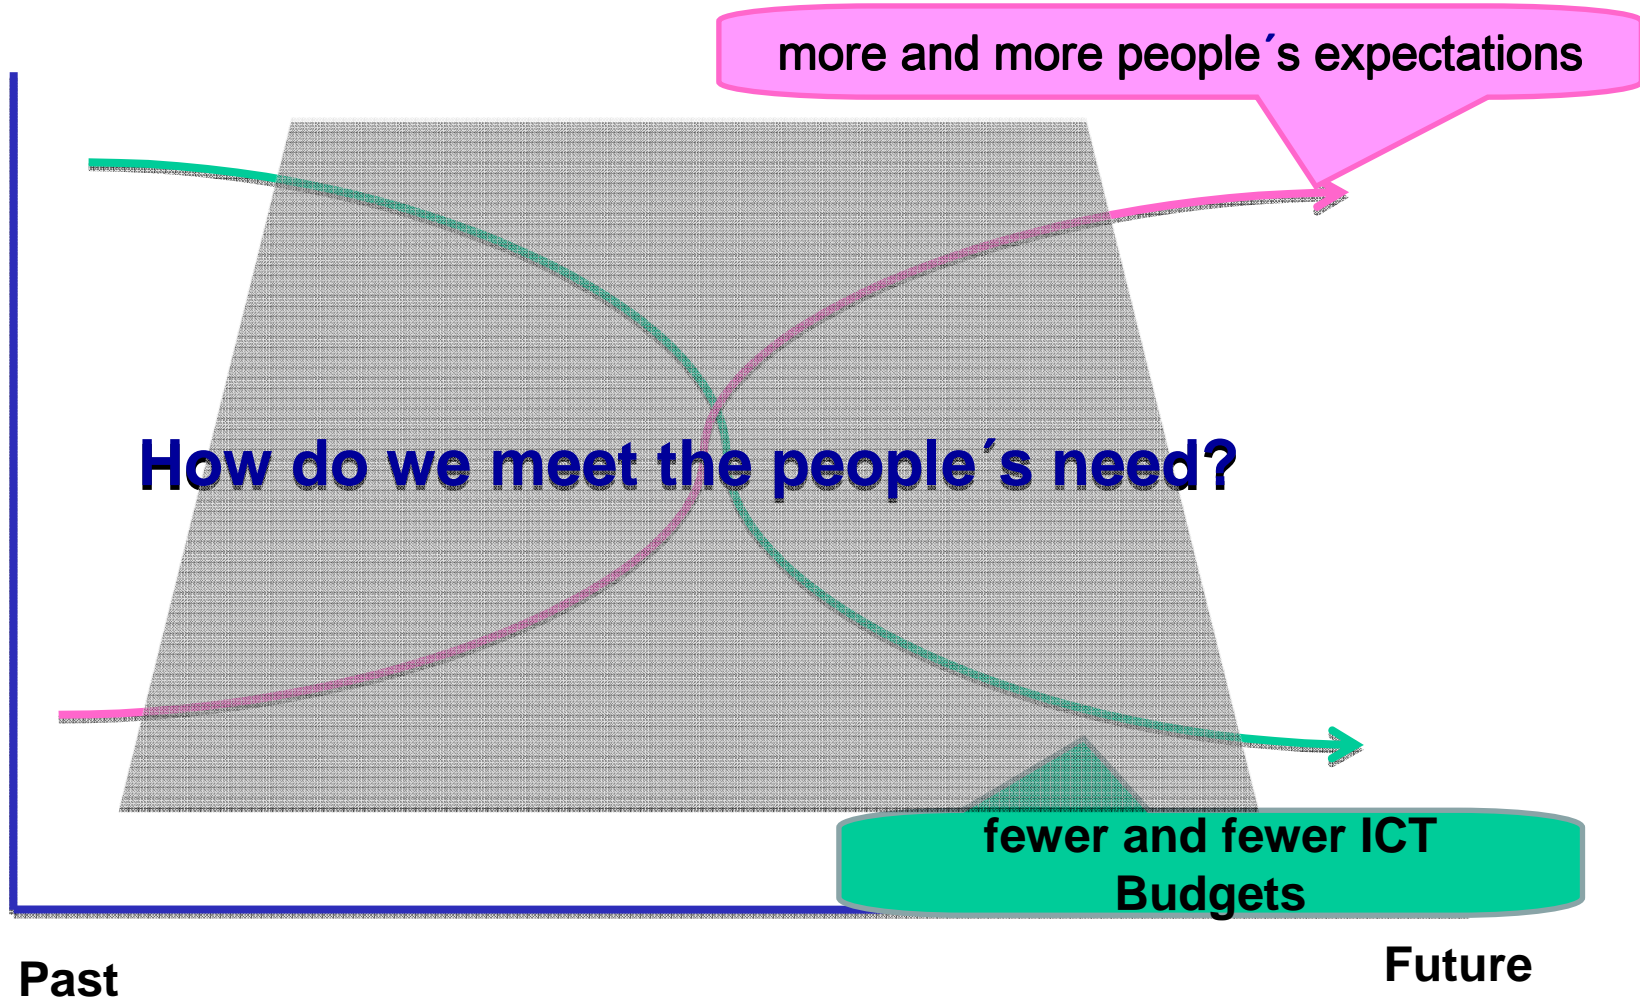 more and more people´s expectations
How do we meet the people´s need?
fewer and fewer ICT
Budgets
Past
Future